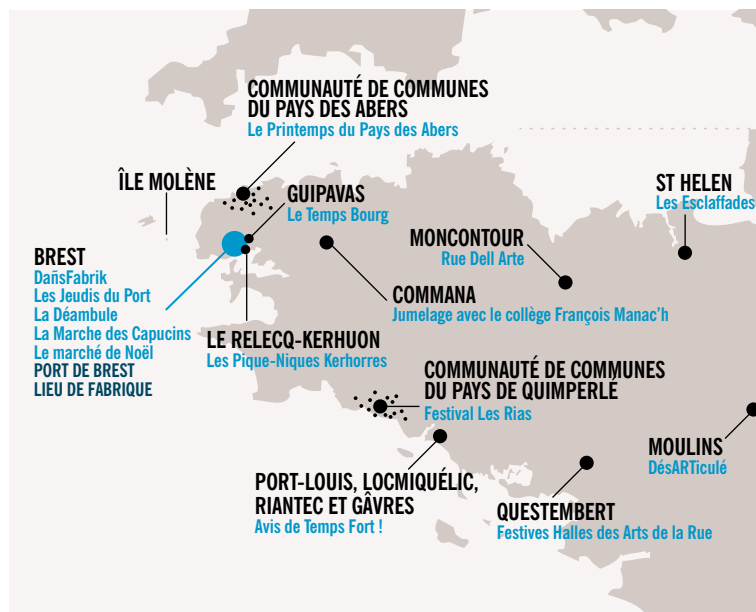 COMMUNAUTÉ DE COMMUNES
DU PAYS DES ABERS
Le Printemps du Pays des Abers
ÎLE MOLÈNE
GUIPAVAS
Le Temps Bourg
ST HELEN
Les Esclaffades
BREST
DañsFabrik
Les Jeudis du Port
La Déambule
La Marche des Capucins
Le marché de Noël
PORT DE BREST
LIEU DE FABRIQUE
MONCONTOUR
Rue Dell Arte
COMMANA
Jumelage avec le collège François Manac'h
LE RELECQ-KERHUON
Les Pique-Niques Kerhorres
COMMUNAUTÉ DE COMMUNES
DU PAYS DE QUIMPERLÉ
Festival Les Rias
MOULINS
DésARTiculé
PORT-LOUIS, LOCMIQUÉLIC,
RIANTEC ET GÂVRES
Avis de Temps Fort !
QUESTEMBERT
Festives Halles des Arts de la Rue